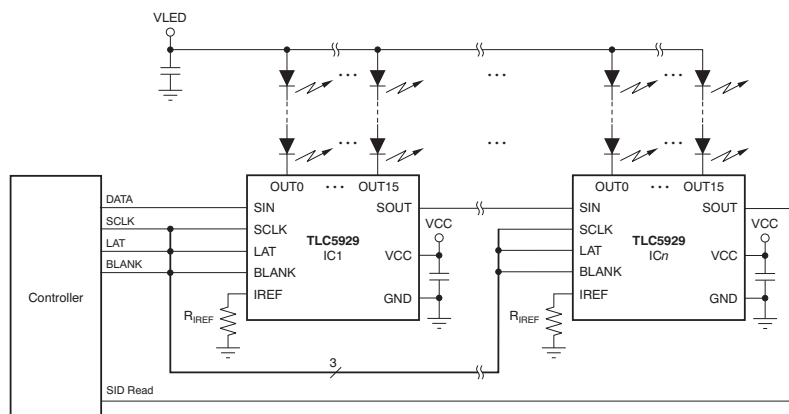 VLED
... ...
... ... ...
OUT0 ... OUT15 OUT0 ... OUT15
DATA SIN SOUT SIN SOUT
SCLK SCLK VCC SCLK VCC
LAT LAT TLC5929 IC1 VCC LAT TLC5929 ICn VCC
BLANK BLANK BLANK
Controller IREF GND IREF GND
RIREF RIREF
3
SID Read